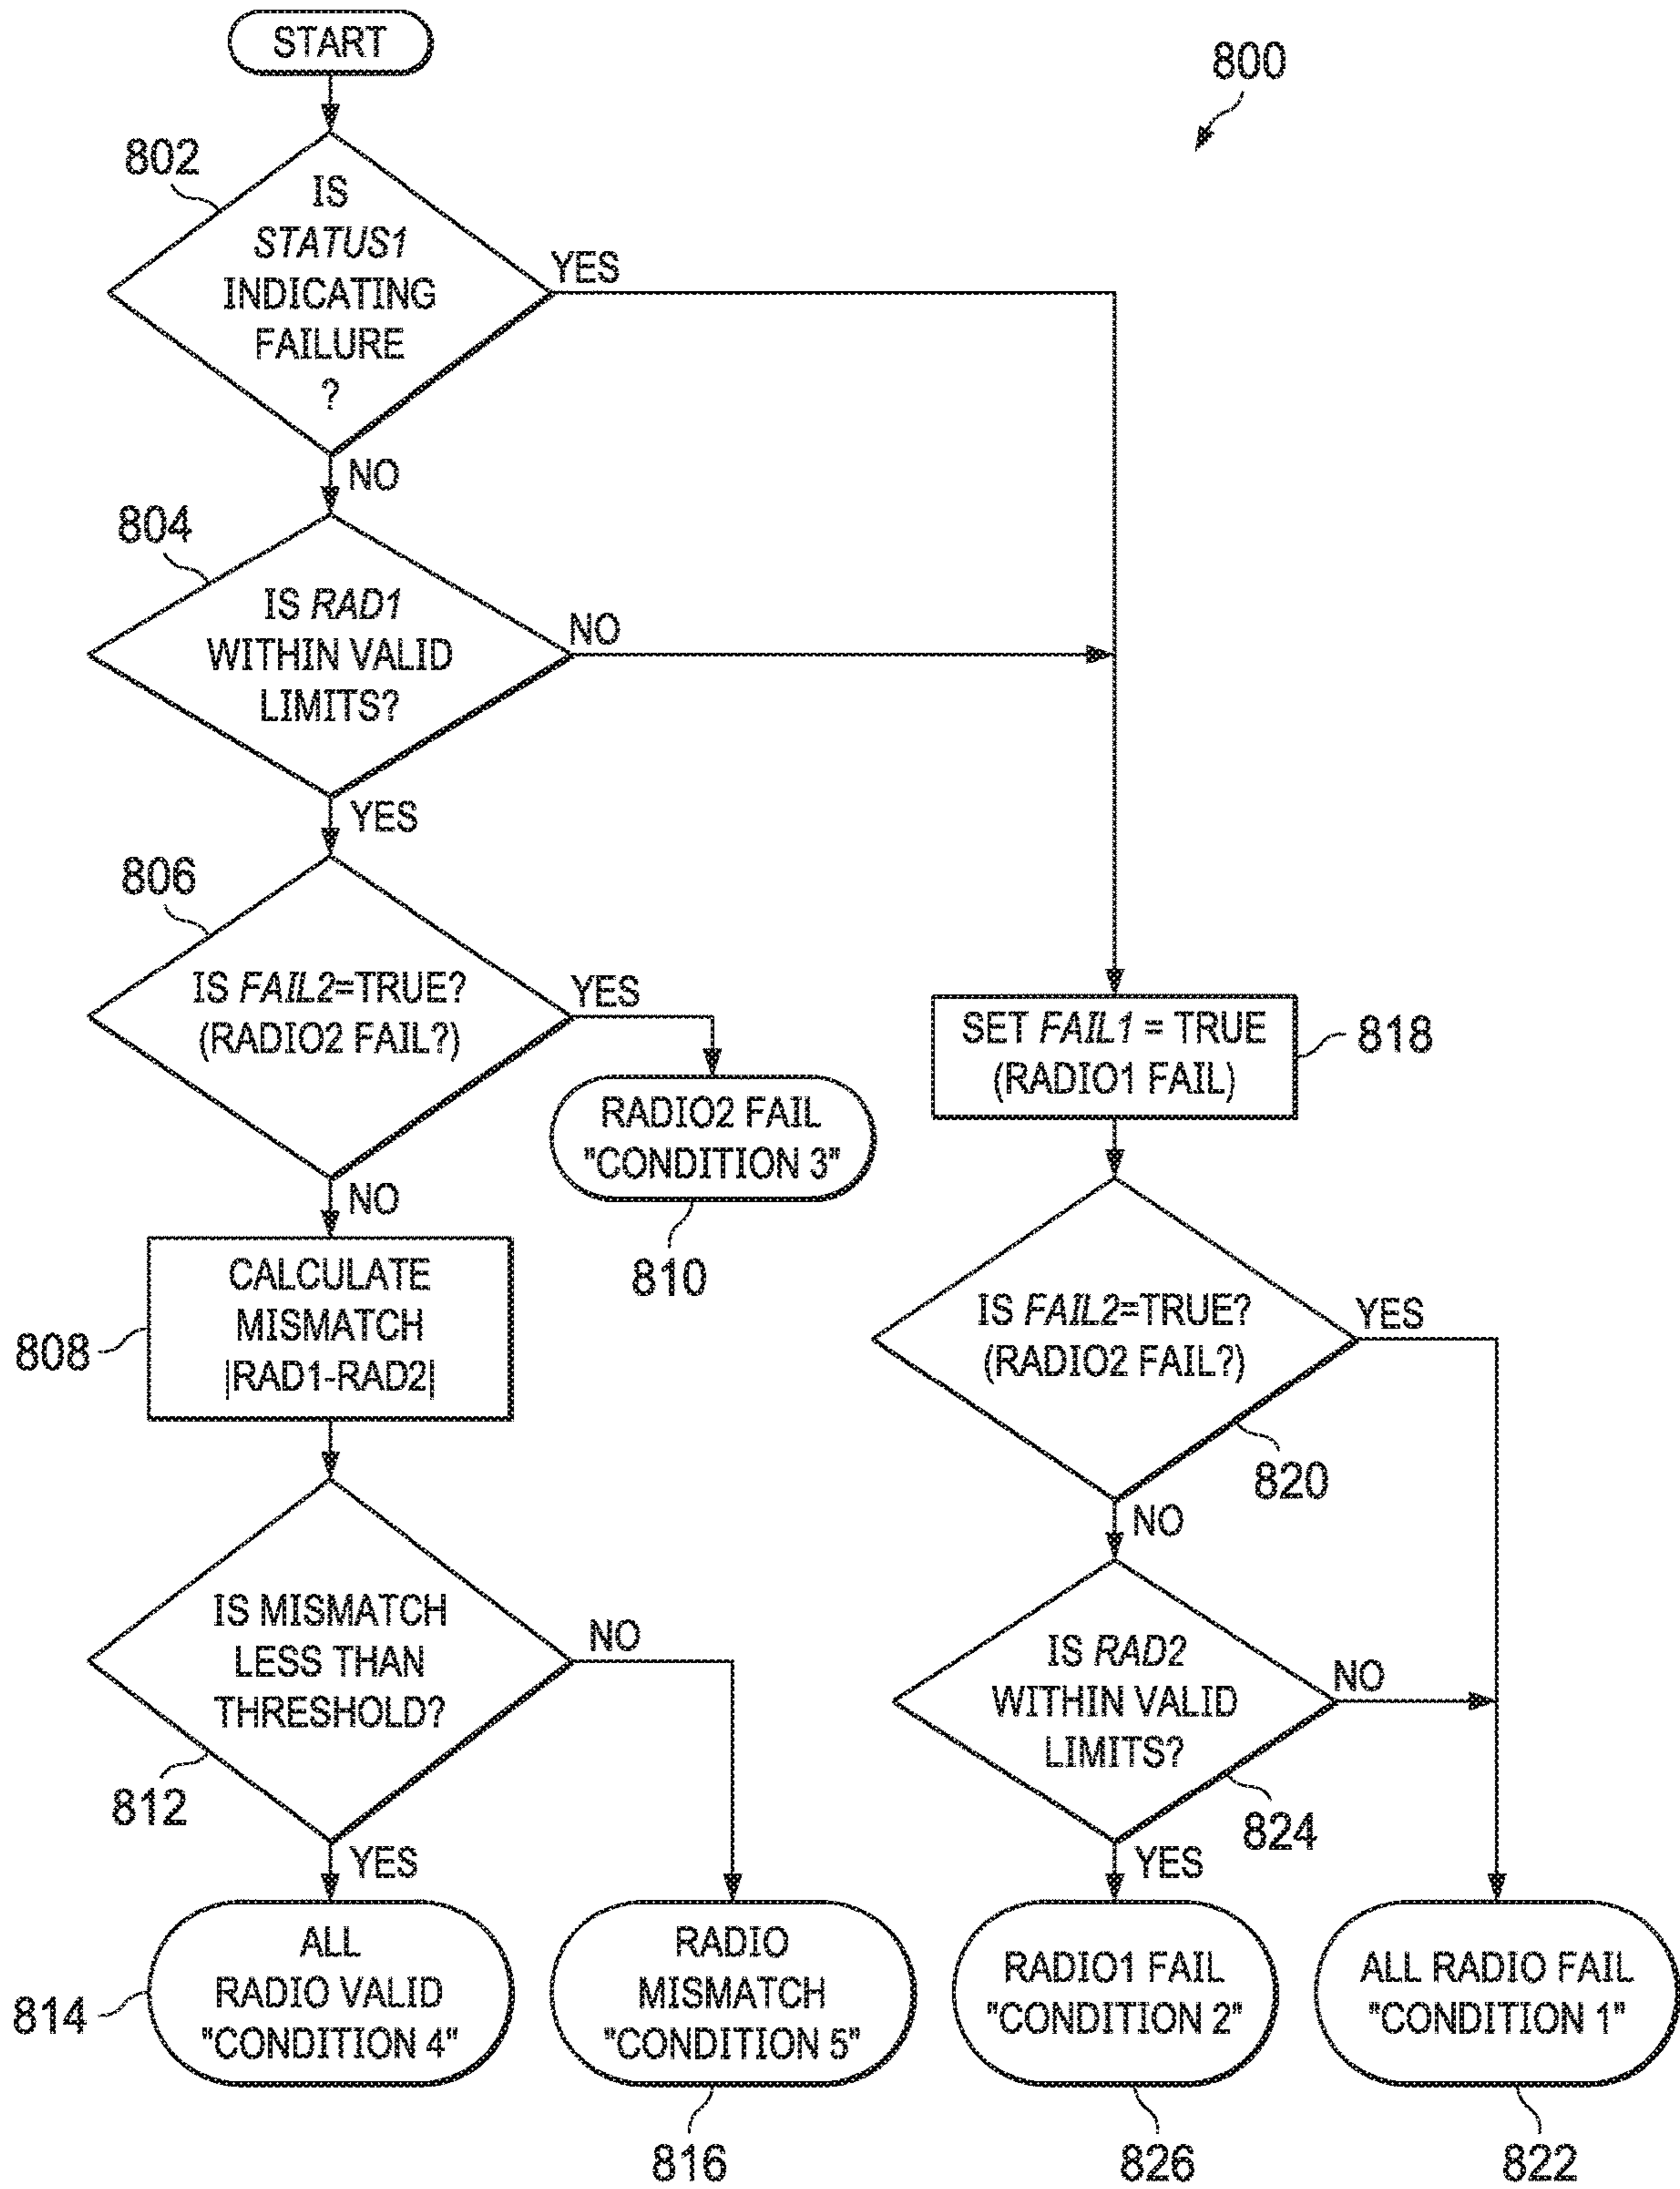 START
800
802
IS
STATUS1
INDICATING
FAILURE
?
YES
NO
804
IS RAD1
WITHIN VALID
LIMITS?
NO
YES
806
IS FAIL2=TRUE?
(RADIO2 FAIL?)
YES
NO
RADIO2 FAIL
"CONDITION 3"
810
SET FAIL1 = TRUE
(RADIO1 FAIL)
818
808
CALCULATE
MISMATCH
|RAD1-RAD2|
IS FAIL2=TRUE?
(RADIO2 FAIL?)
YES
820
NO
IS MISMATCH
LESS THAN
THRESHOLD?
NO
812
YES
IS RAD2
WITHIN VALID
LIMITS?
NO
824
YES
814
ALL
RADIO VALID
"CONDITION 4"
RADIO
MISMATCH
"CONDITION 5"
816
RADIO1 FAIL
"CONDITION 2"
826
ALL RADIO FAIL
"CONDITION 1"
822